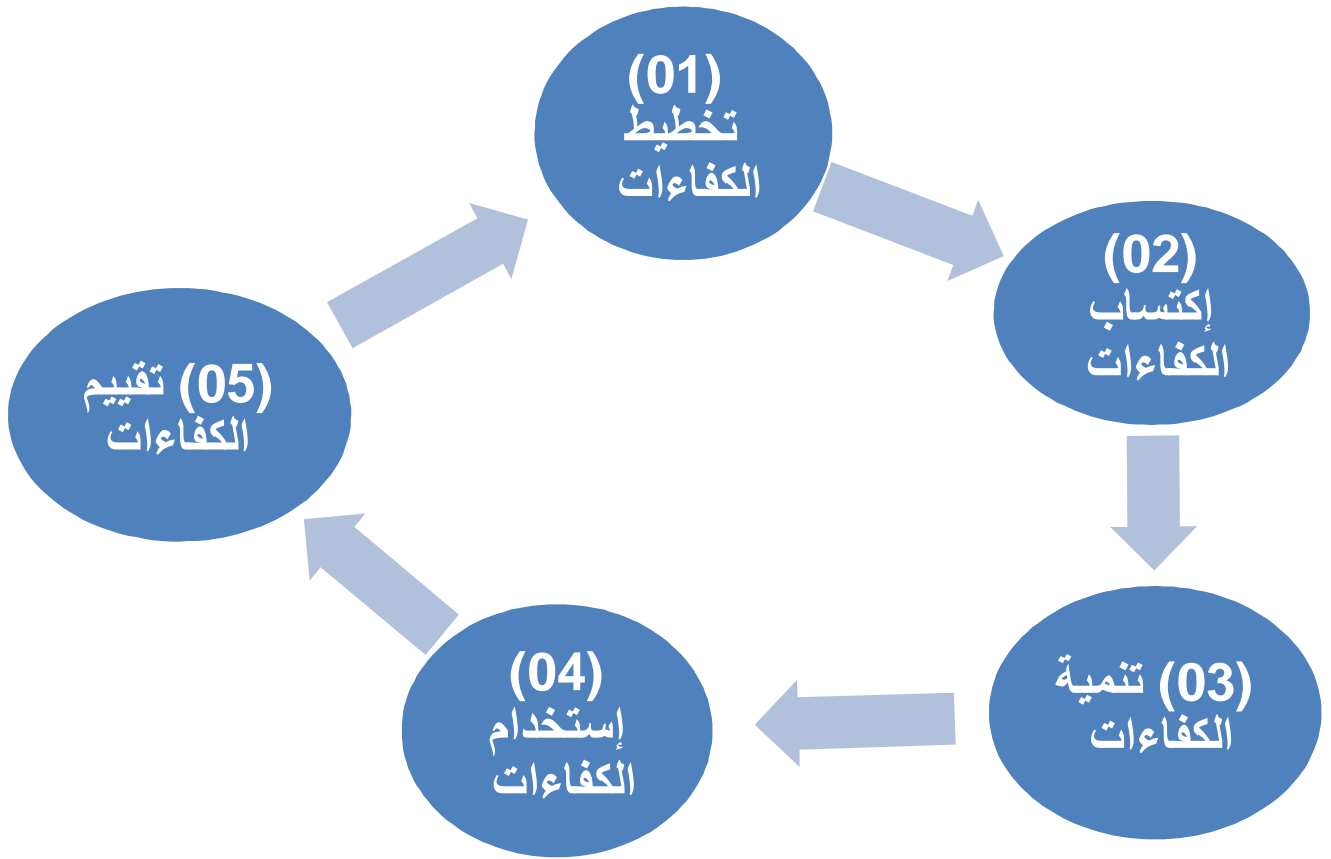 (01)
تخطيط
الكفاءات
(02)
إكتساب
الكفاءات
(03) تنمية
الكفاءات
(04)
إستخدام
الكفاءات
(05) تقييم
الكفاءات